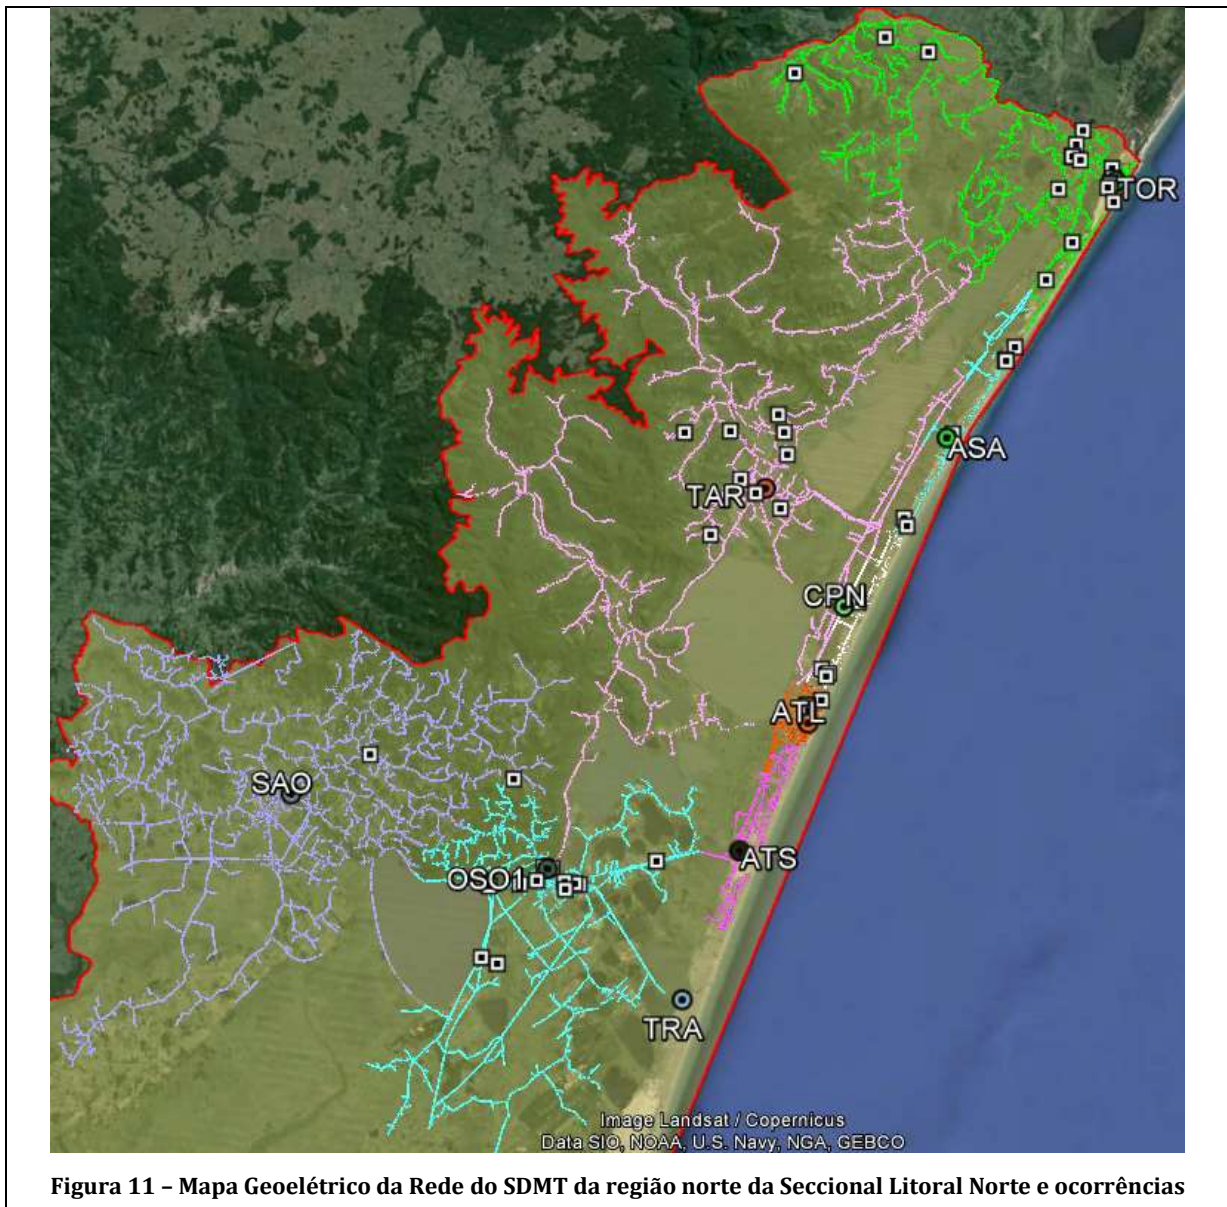 TOR
ASA
TAR
CPN
ATL
SAO
ATS
OSO1
TRA
Image Landsat / Copernicus
Data SIO, NOAA, U.S. Navy, NGA, GEBCO
Figura 11 – Mapa Geoelétrico da Rede do SDMT da região norte da Seccional Litoral Norte e ocorrências